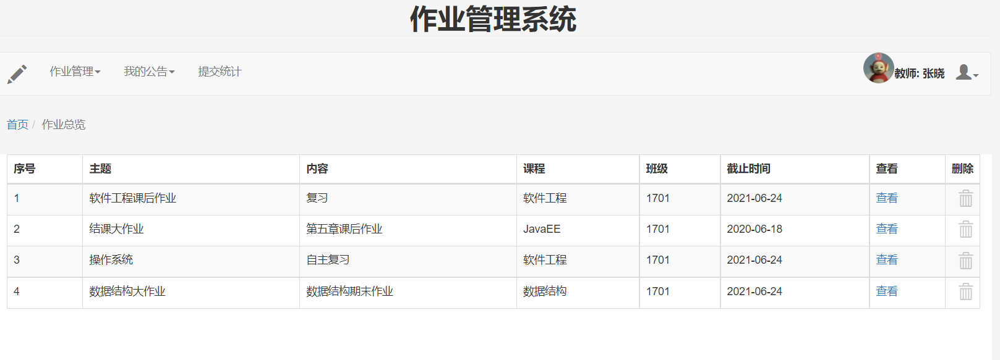 作业管理系统
作业管理 我的公告 提交统计 教师: 张晓
首页 / 作业总览
序号 主题 内容 课程 班级 截止时间 查看 删除
1 软件工程课后作业 复习 软件工程 1701 2021-06-24 查看
2 结课大作业 第五章课后作业 JavaEE 1701 2020-06-18 查看
3 操作系统 自主复习 软件工程 1701 2021-06-24 查看
4 数据结构大作业 数据结构期末作业 数据结构 1701 2021-06-24 查看